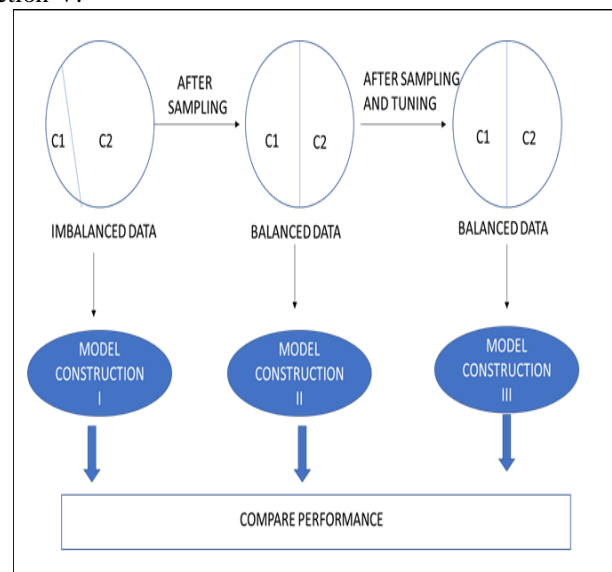 AFTER
SAMPLING
AFTER SAMPLING
AND TUNING
C1
C2
C1
C2
C1
C2
IMBALANCED DATA
BALANCED DATA
BALANCED DATA
MODEL
CONSTRUCTION
I
MODEL
CONSTRUCTION
II
MODEL
CONSTRUCTION
III
COMPARE PERFORMANCE